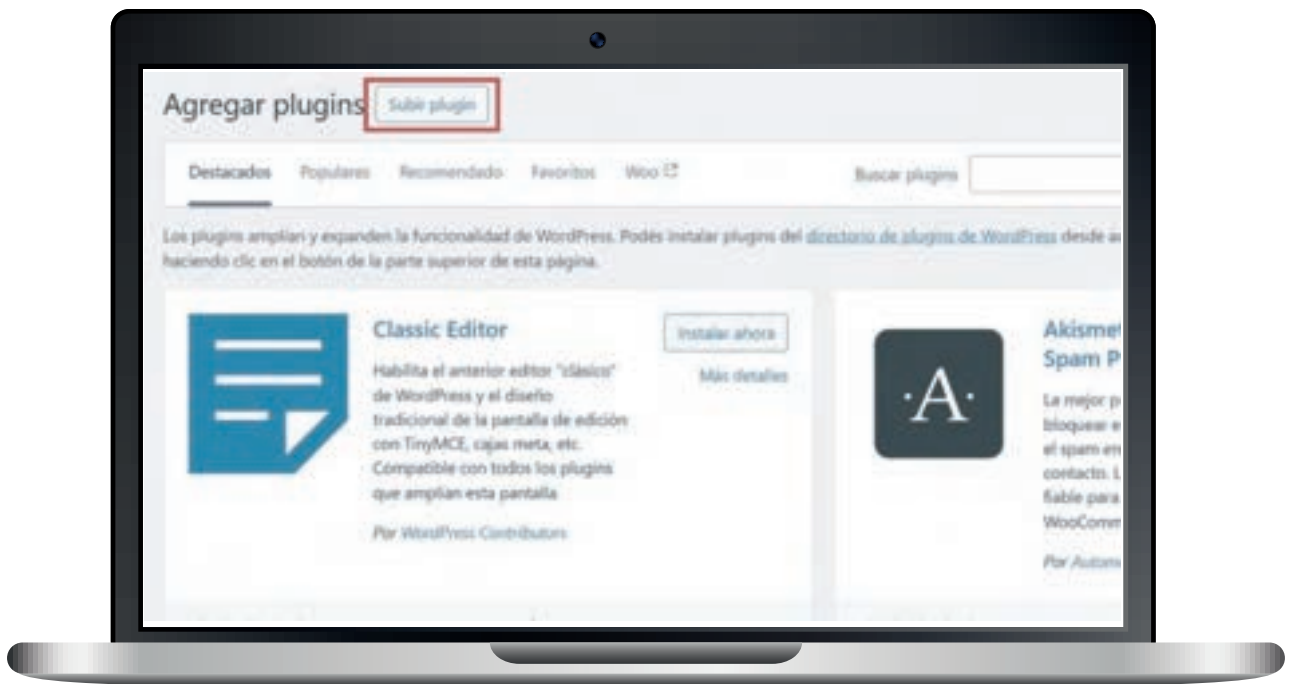 Agregar plugins Subir plugin
Destacados Populares Recomendado Favoritos Woo Buscar plugins
Los plugins amplían y expanden la funcionalidad de WordPress. Podés instalar plugins del directorio de plugins de WordPress desde
haciendo clic en el botón de la parte superior de esta página.
Classic Editor
Instalar ahora
Más detalles
Habilita el anterior editor "clásico"
de WordPress y el diseño
tradicional de la pantalla de edición
con TinyMCE, cajas meta, etc.
Compatible con todos los plugins
que amplían esta pantalla
Por WordPress Contributors
·A·
Akismet
Spam P
La mejor p
bloquear e
el spam en
contacto. L
fiable para
WooComm
Por Autom